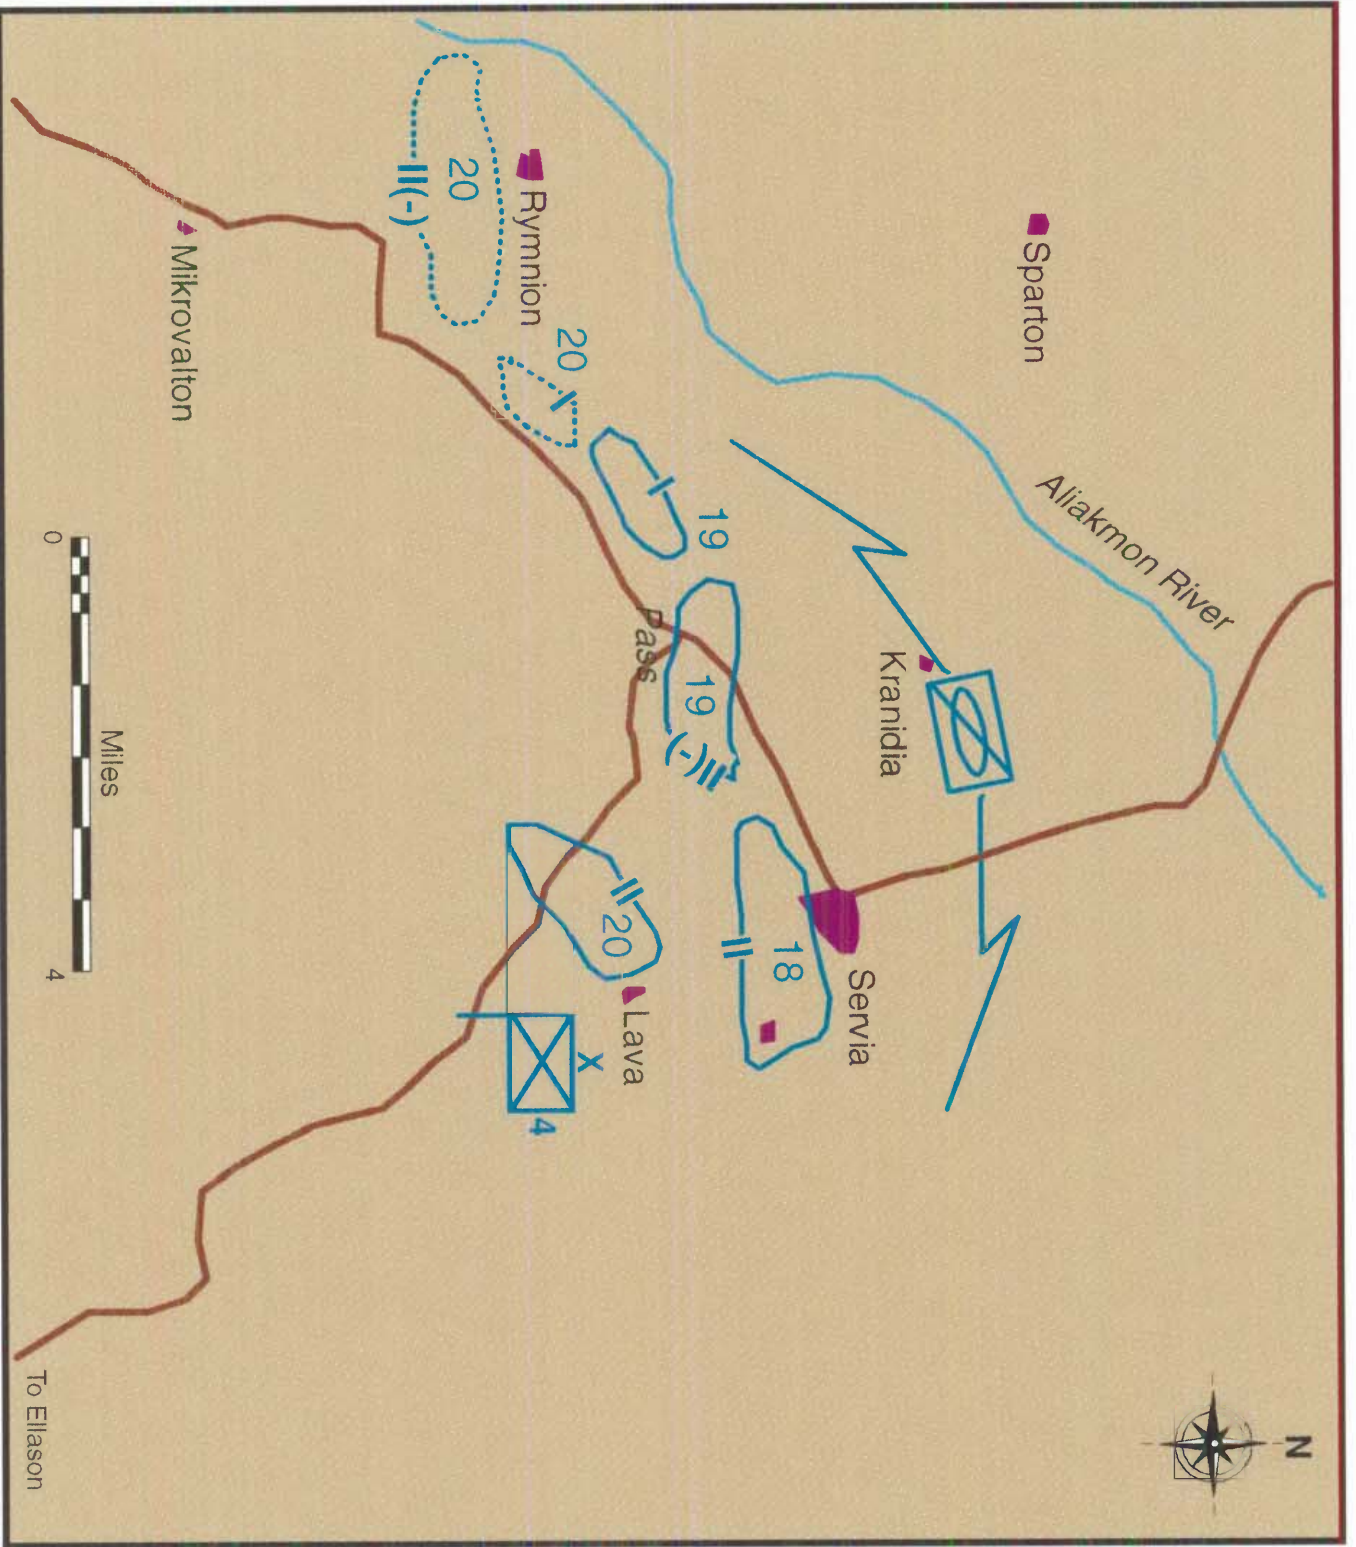 N
Aliakmon River
Sparton
Kranidia
Servia
18
II
19
I
19
II(-)
Pass
Lava
20
II
X
4
20
I
Rymnion
20
II(-)
Mikrovalton
Miles
0 4
To Ellason